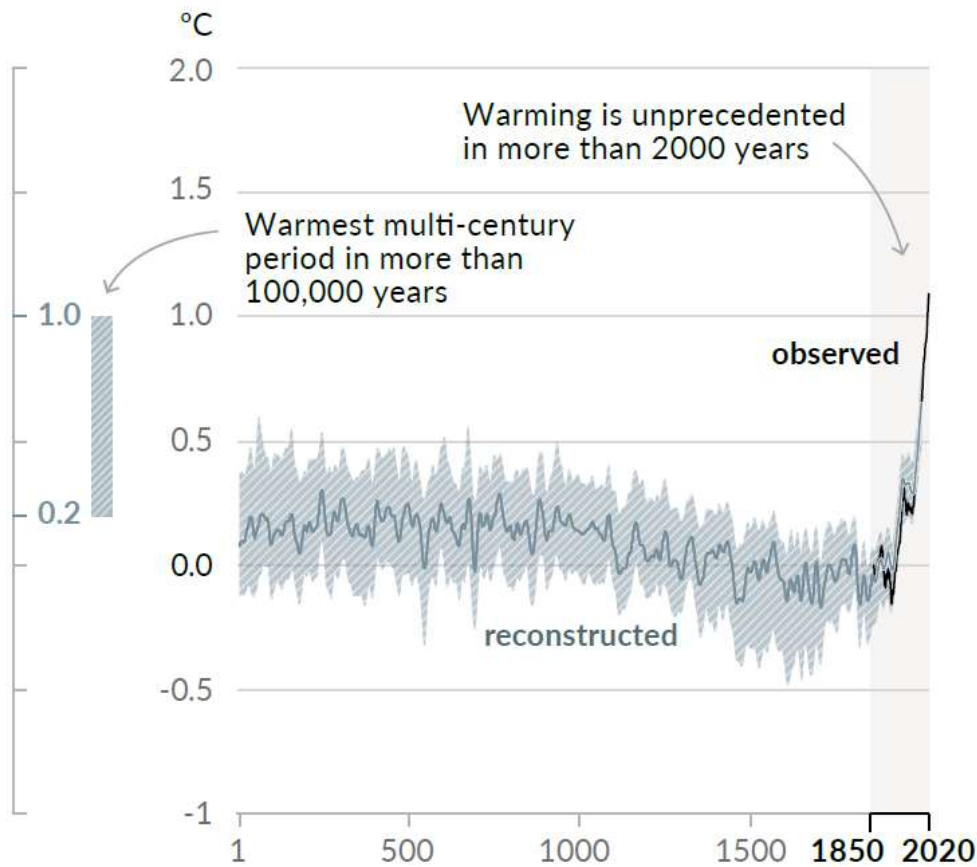 ºC
2.0
Warming is unprecedented
in more than 2000 years
1.5
Warmest multi-century
period in more than
100,000 years
1.0
1.0
observed
0.5
0.2
0.0
reconstructed
-0.5
-1
1 500 1000 1500 1850 2020